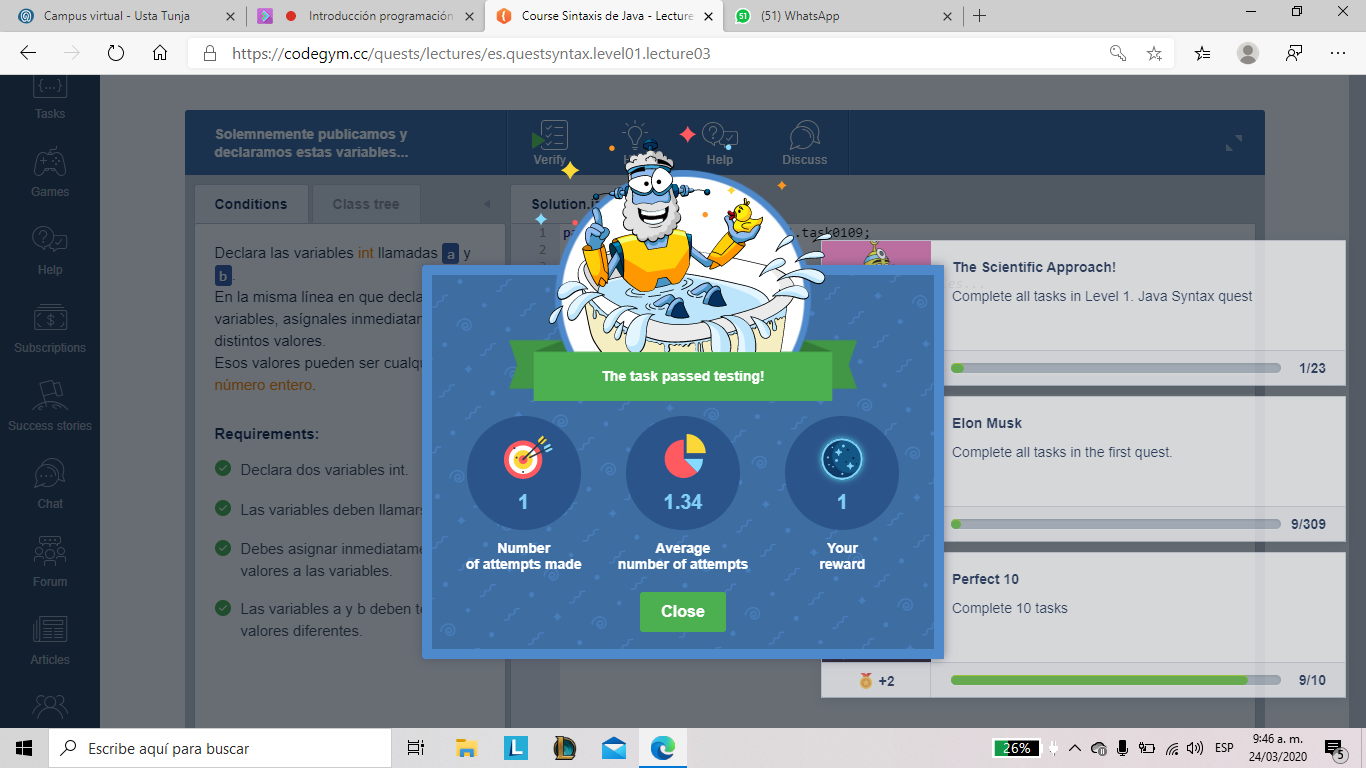 Campus virtual - Usta Tunja
Introducción programación
Course Sintaxis de Java - Lecture
(51) WhatsApp
https://codegym.cc/quests/lectures/es.questsyntax.level01.lecture03
Tasks
Games
Help
Subscriptions
Success stories
Chat
Forum
Articles
Solemnemente publicamos y
declaramos estas variables...
Verify
Help
Discuss
Conditions
Class tree
Declara las variables int llamadas a y
b.
En la misma línea en que
variables, asígnales
distintos valores.
Esos valores pueden ser
número entero.
Requirements:
Declara dos variables int.
Las variables deben
Debes asignar
valores a las variables.
Las variables a y b deben
valores diferentes.
1
.task0109;
2
The task passed testing!
1
Number
of attempts made
1.34
Average
number of attempts
1
Your
reward
Close
The Scientific Approach!
Complete all tasks in Level 1. Java Syntax quest
1/23
Elon Musk
Complete all tasks in the first quest.
9/309
Perfect 10
Complete 10 tasks
+2
9/10
Escribe aquí para buscar
26%
ESP
9:46 a. m.
24/03/2020
5